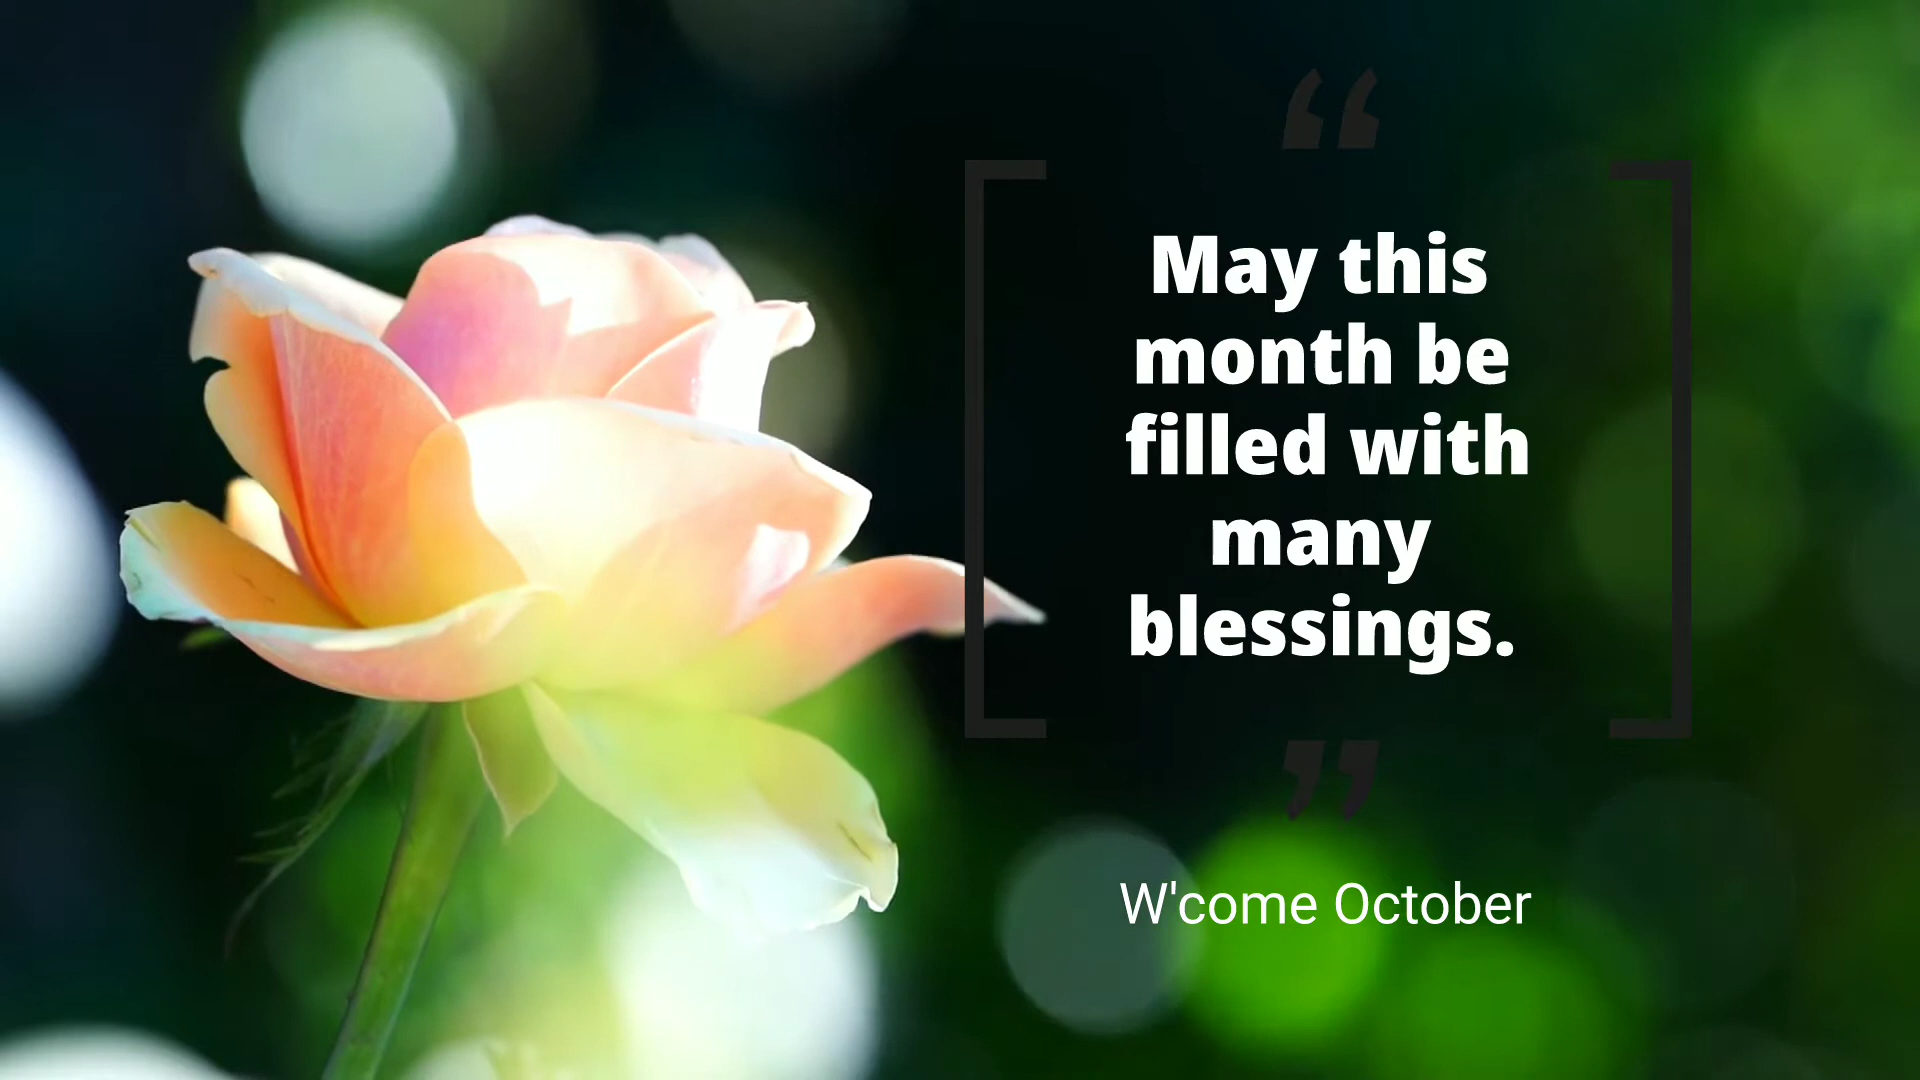 “
May this
month be
filled with
many
blessings.
”
W'come October